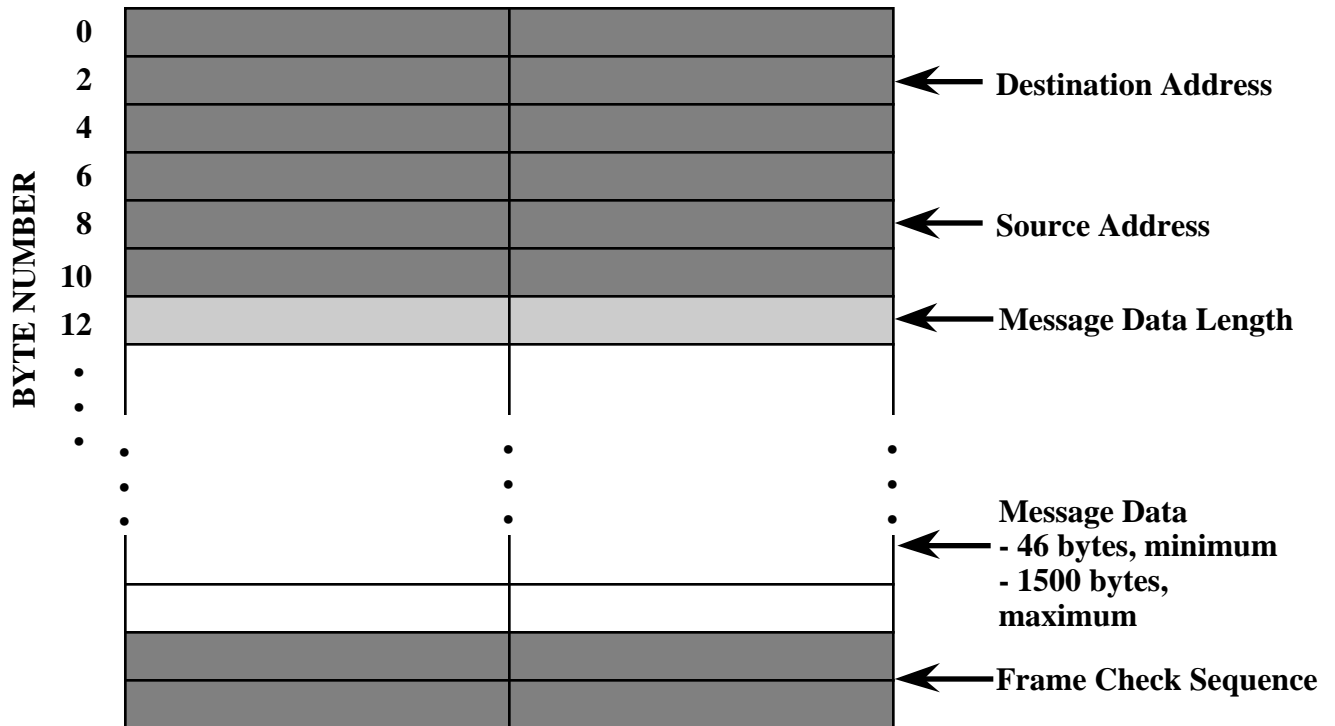 BYTE NUMBER
0
2
Destination Address
4
6
8
Source Address
10
12
Message Data Length
Message Data
- 46 bytes, minimum
- 1500 bytes,
maximum
Frame Check Sequence